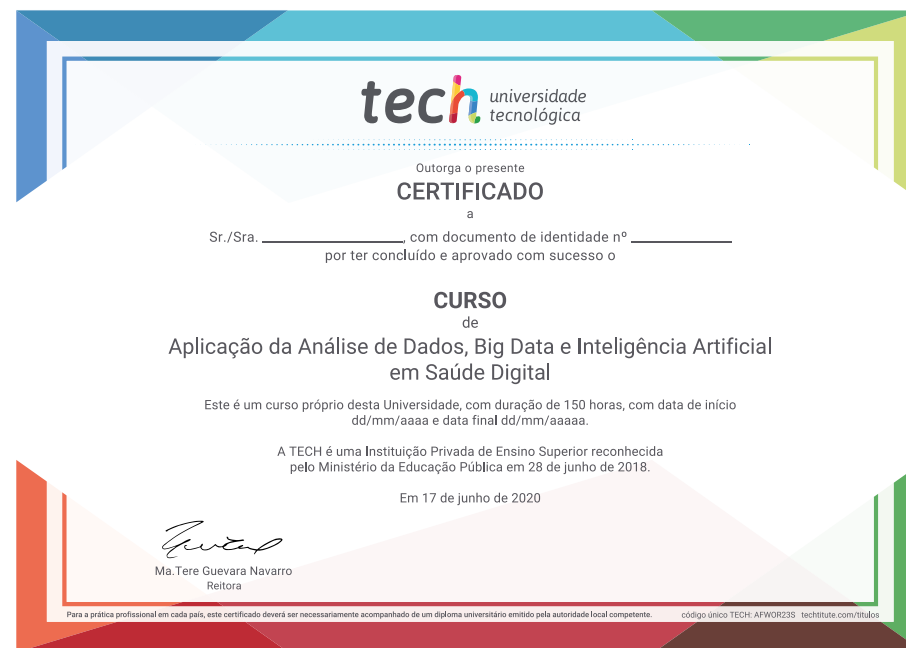 tech universidade
tecnológica
Outorga o presente
CERTIFICADO
a
Sr./Sra. ____________________, com documento de identidade nº ______________
por ter concluído e aprovado com sucesso o
CURSO
de
Aplicação da Análise de Dados, Big Data e Inteligência Artificial
em Saúde Digital
Este é um curso próprio desta Universidade, com duração de 150 horas, com data de início
dd/mm/aaaa e data final dd/mm/aaaaa.
A TECH é uma Instituição Privada de Ensino Superior reconhecida
pelo Ministério da Educação Pública em 28 de junho de 2018.
Em 17 de junho de 2020
Ma.Tere Guevara Navarro
Reitora
Para a prática profissional em cada país, este certificado deverá ser necessariamente acompanhado de um diploma universitário emitido pela autoridade local competente. código único TECH: AFWOR23S techtitute.com/titulos